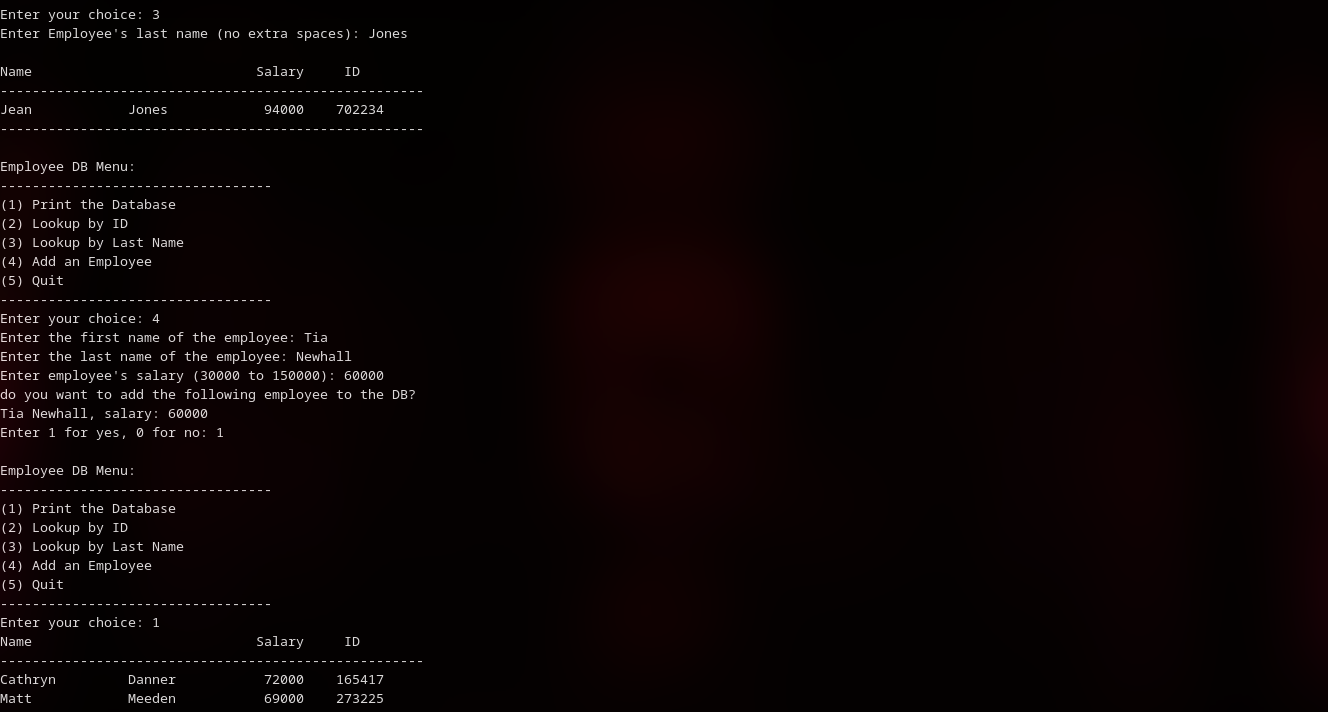 Enter your choice: 3
Enter Employee's last name (no extra spaces): Jones
Name                            Salary     ID
-----------------------------------------------------
Jean            Jones            94000    702234
-----------------------------------------------------
Employee DB Menu:
----------------------------------
(1) Print the Database
(2) Lookup by ID
(3) Lookup by Last Name
(4) Add an Employee
(5) Quit
----------------------------------
Enter your choice: 4
Enter the first name of the employee: Tia
Enter the last name of the employee: Newhall
Enter employee's salary (30000 to 150000): 60000
do you want to add the following employee to the DB?
Tia Newhall, salary: 60000
Enter 1 for yes, 0 for no: 1
Employee DB Menu:
----------------------------------
(1) Print the Database
(2) Lookup by ID
(3) Lookup by Last Name
(4) Add an Employee
(5) Quit
----------------------------------
Enter your choice: 1
Name                            Salary     ID
-----------------------------------------------------
Cathryn         Danner           72000    165417
Matt            Meeden           69000    273225